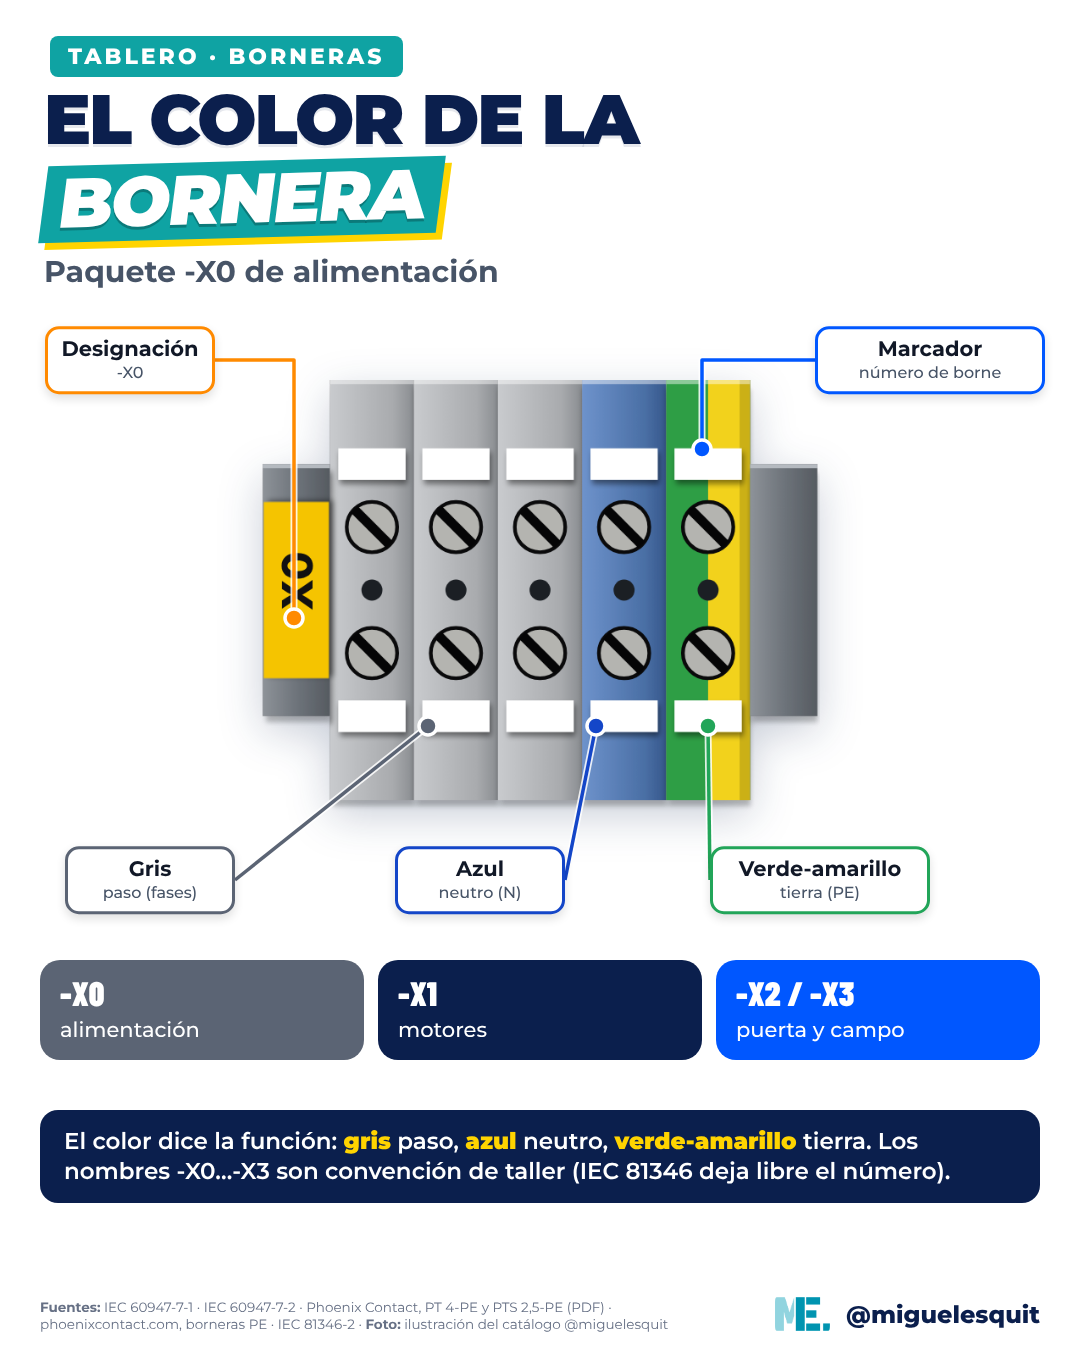 TABLERO · BORNERAS
EL COLOR DE LA
BORNERA
Paquete -X0 de alimentación
Designación
-X0
Marcador
número de borne
X0
Gris
paso (fases)
Azul
neutro (N)
Verde-amarillo
tierra (PE)
-X0
alimentación
-X1
motores
-X2 / -X3
puerta y campo
El color dice la función: gris paso, azul neutro, verde-amarillo tierra. Los
nombres -X0...-X3 son convención de taller (IEC 81346 deja libre el número).
Fuentes: IEC 60947-7-1 · IEC 60947-7-2 · Phoenix Contact, PT 4-PE y PTS 2,5-PE (PDF) ·
phoenixcontact.com, borneras PE · IEC 81346-2 · Foto: ilustración del catálogo @miguelesquit
ME. @miguelesquit